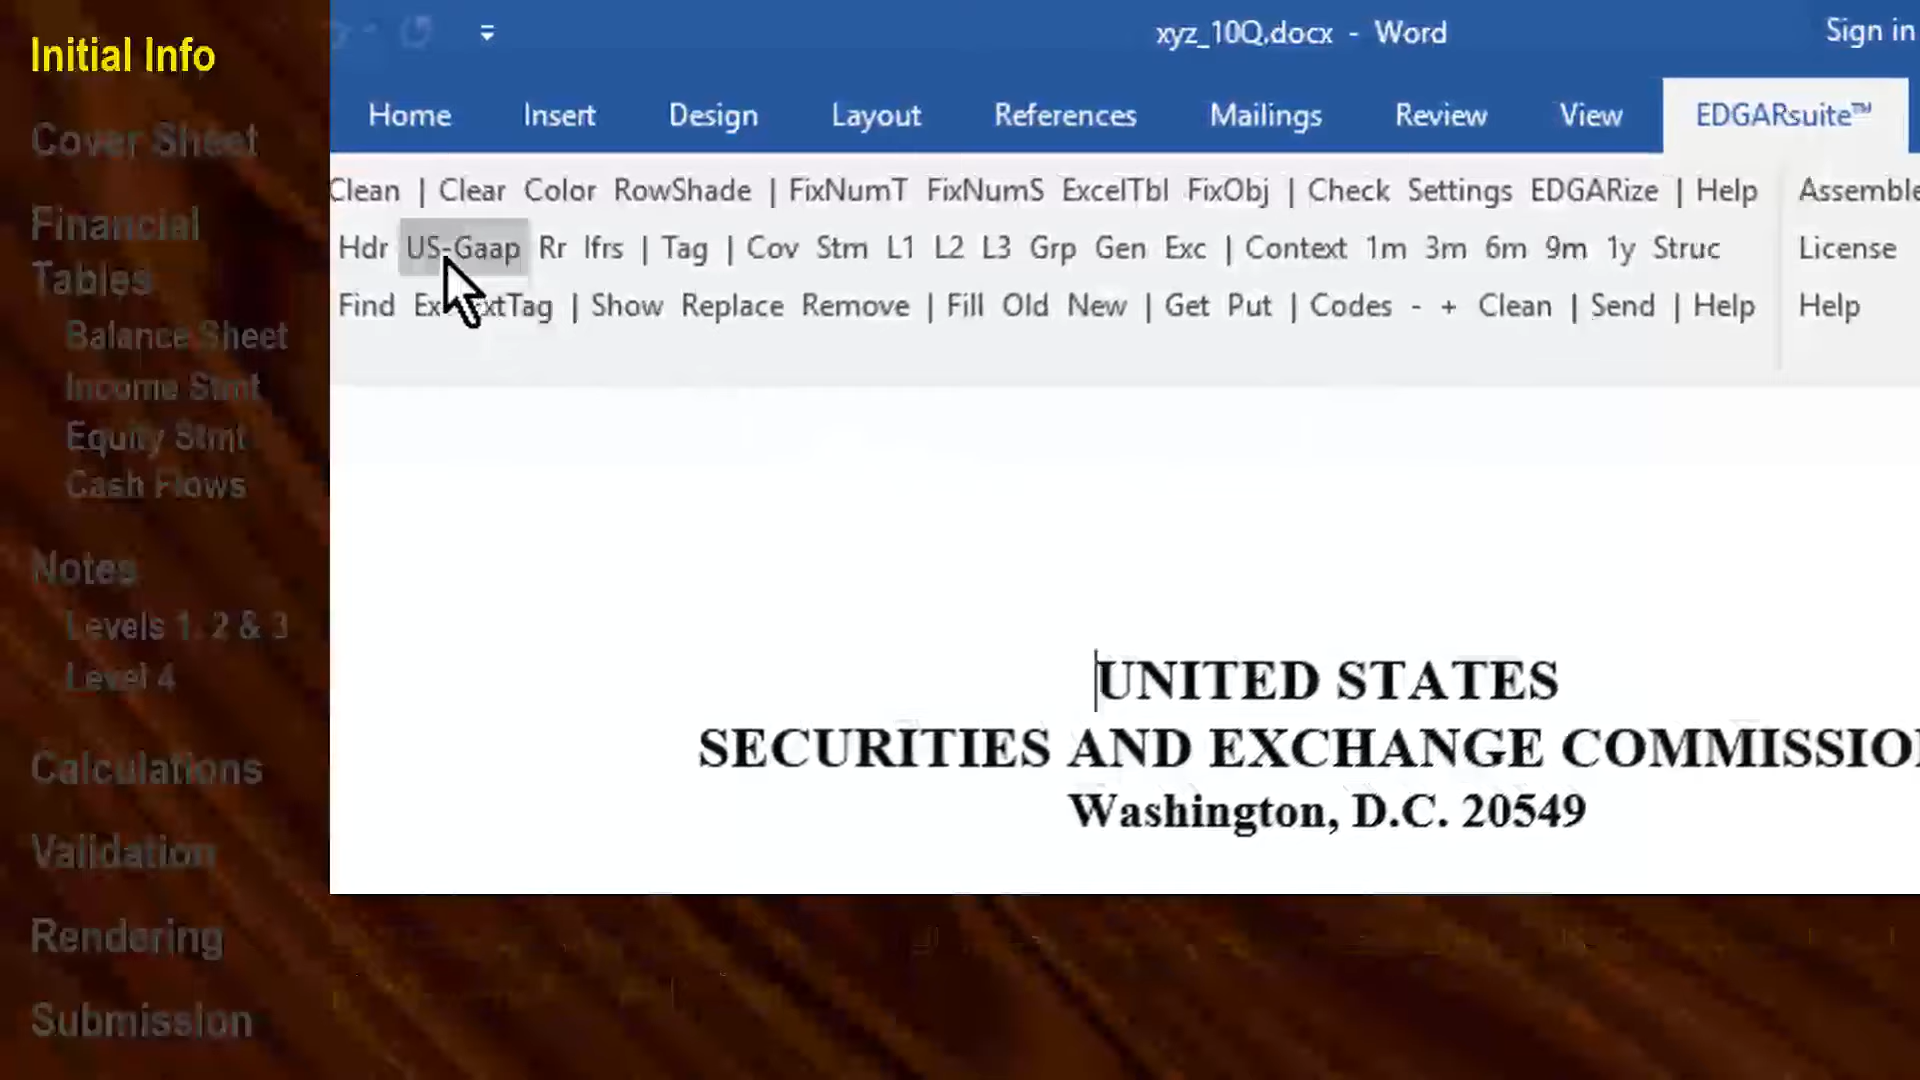 Initial Info
Cover Sheet
Financial
Tables
Balance Sheet
Income Stmt
Equity Stmt
Cash Flows
Notes
Levels 1, 2 & 3
Level 4
Calculations
Validation
Rendering
Submission
xyz_10Q.docx - Word
Sign in
Home Insert Design Layout References Mailings Review View EDGARsuite™
Clean | Clear Color RowShade | FixNumT FixNumS ExcelTbl FixObj | Check Settings EDGARize | Help
Hdr US-Gaap Rr Ifrs | Tag | Cov Stm L1 L2 L3 Grp Gen Exc | Context 1m 3m 6m 9m 1y Struc
Find | Show Replace Remove | Fill Old New | Get Put | Codes - + Clean | Send | Help
Assemble
License
Help
UNITED STATES
SECURITIES AND EXCHANGE COMMISSION
Washington, D.C. 20549